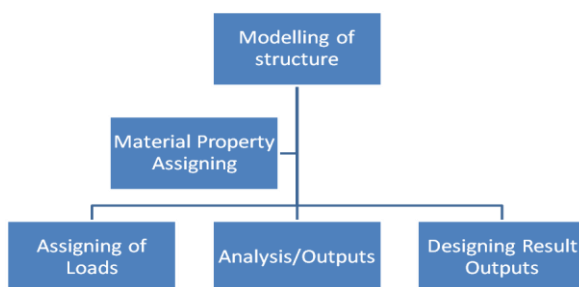 Modelling of
structure
Material Property
Assigning
Assigning of
Loads
Analysis/Outputs
Designing Result
Outputs